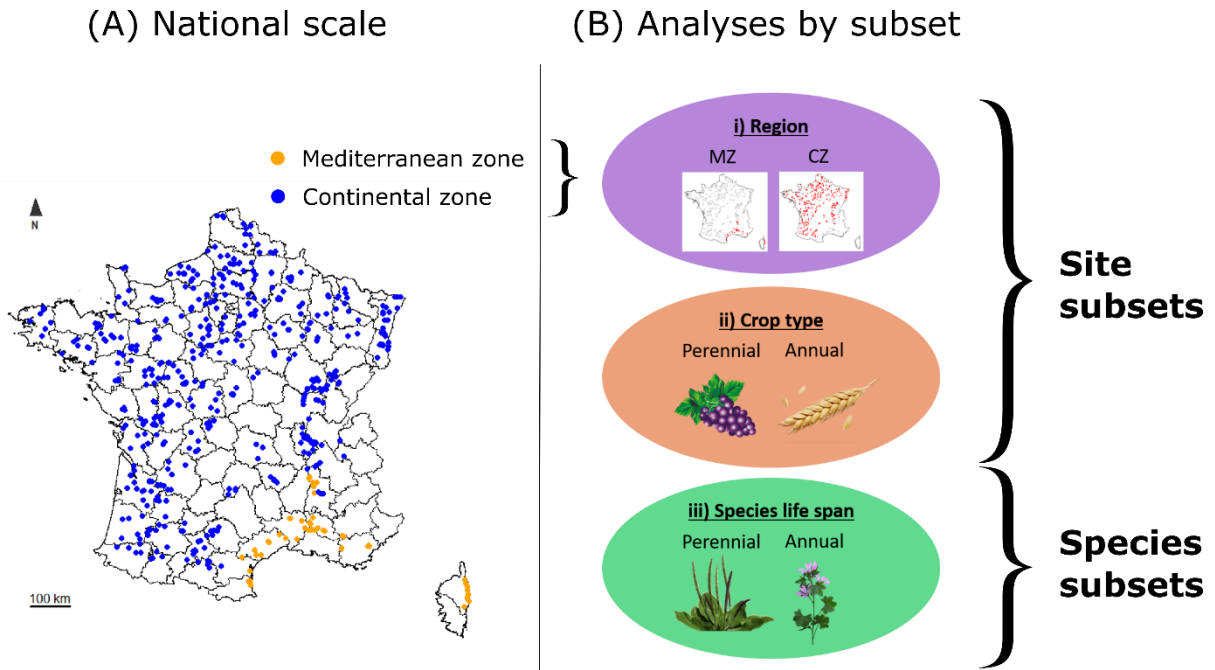 (A) National scale
Mediterranean zone
Continental zone
N
100 km
(B) Analyses by subset
i) Region
MZ CZ
ii) Crop type
Perennial Annual
iii) Species life span
Perennial Annual
Site
subsets
Species
subsets